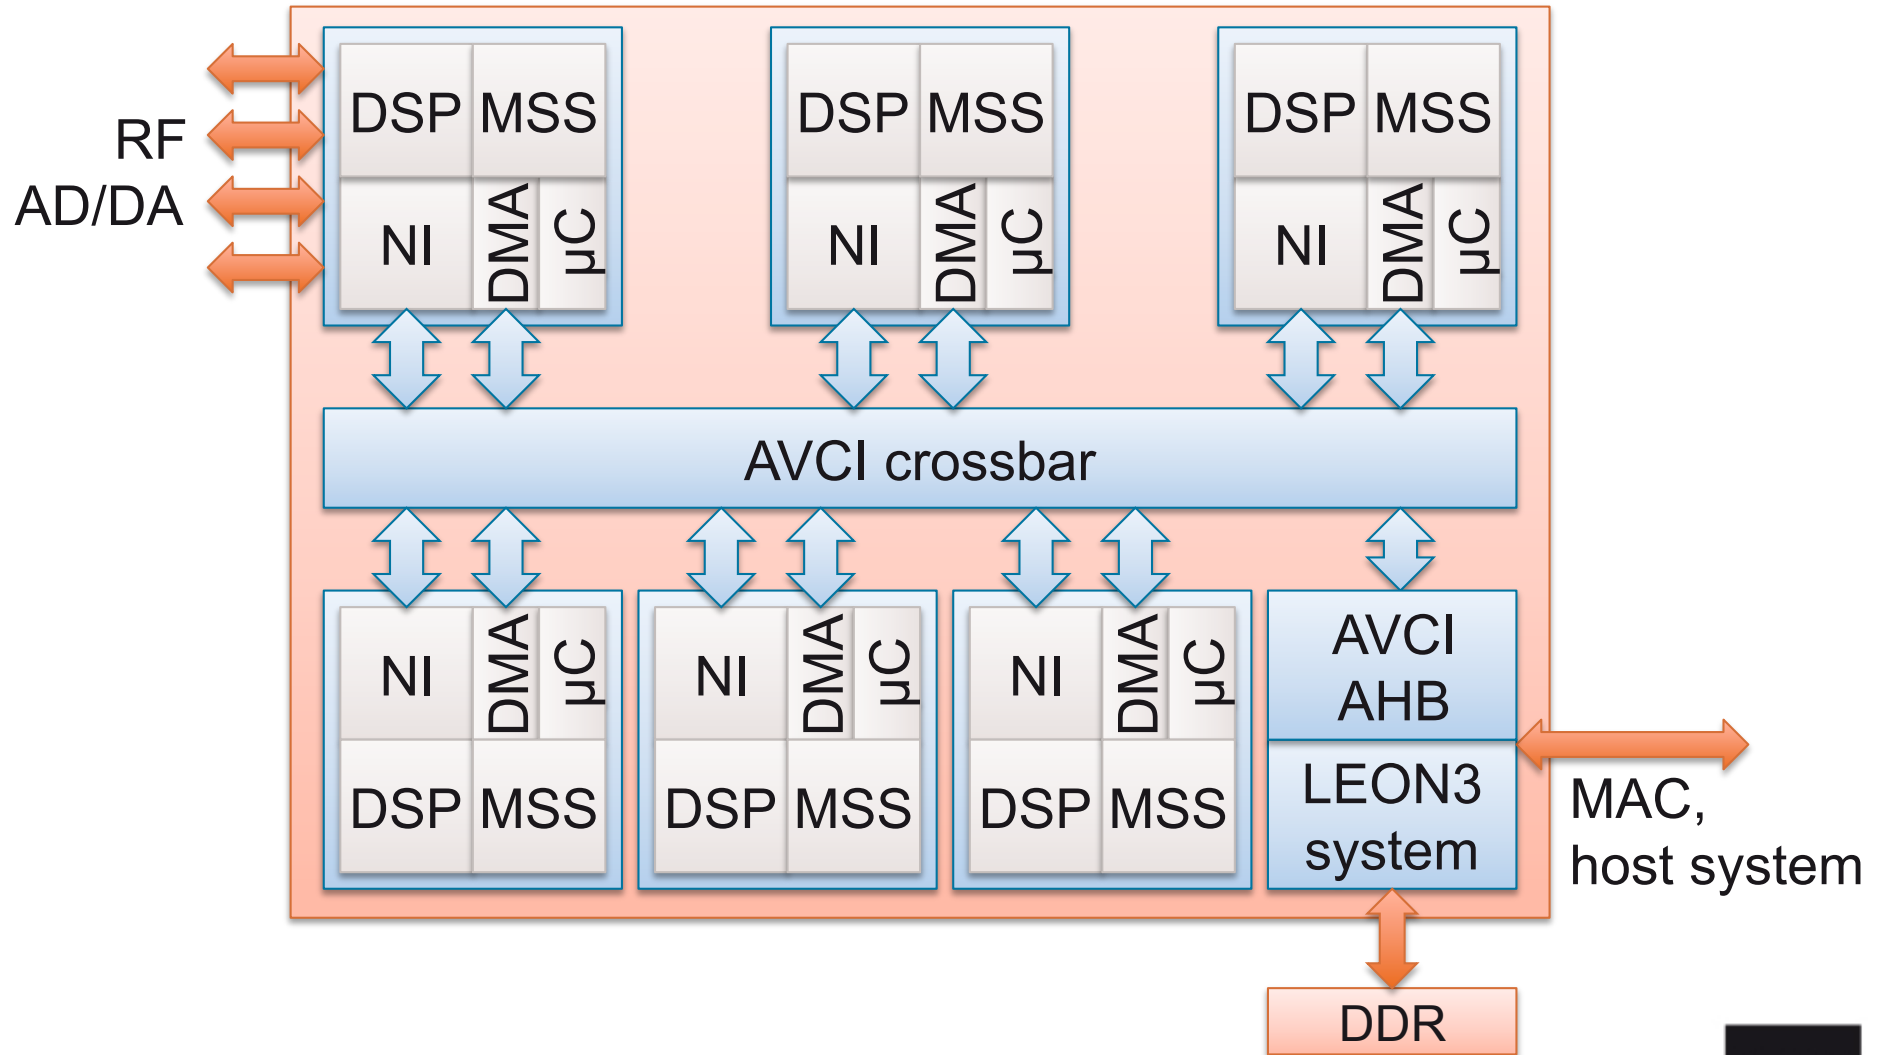 RF
AD/DA
DSP MSS
NI DMA µC
DSP MSS
NI DMA µC
DSP MSS
NI DMA µC
AVCI crossbar
NI DMA µC
DSP MSS
NI DMA µC
DSP MSS
NI DMA µC
DSP MSS
AVCI
AHB
LEON3
system
MAC,
host system
DDR